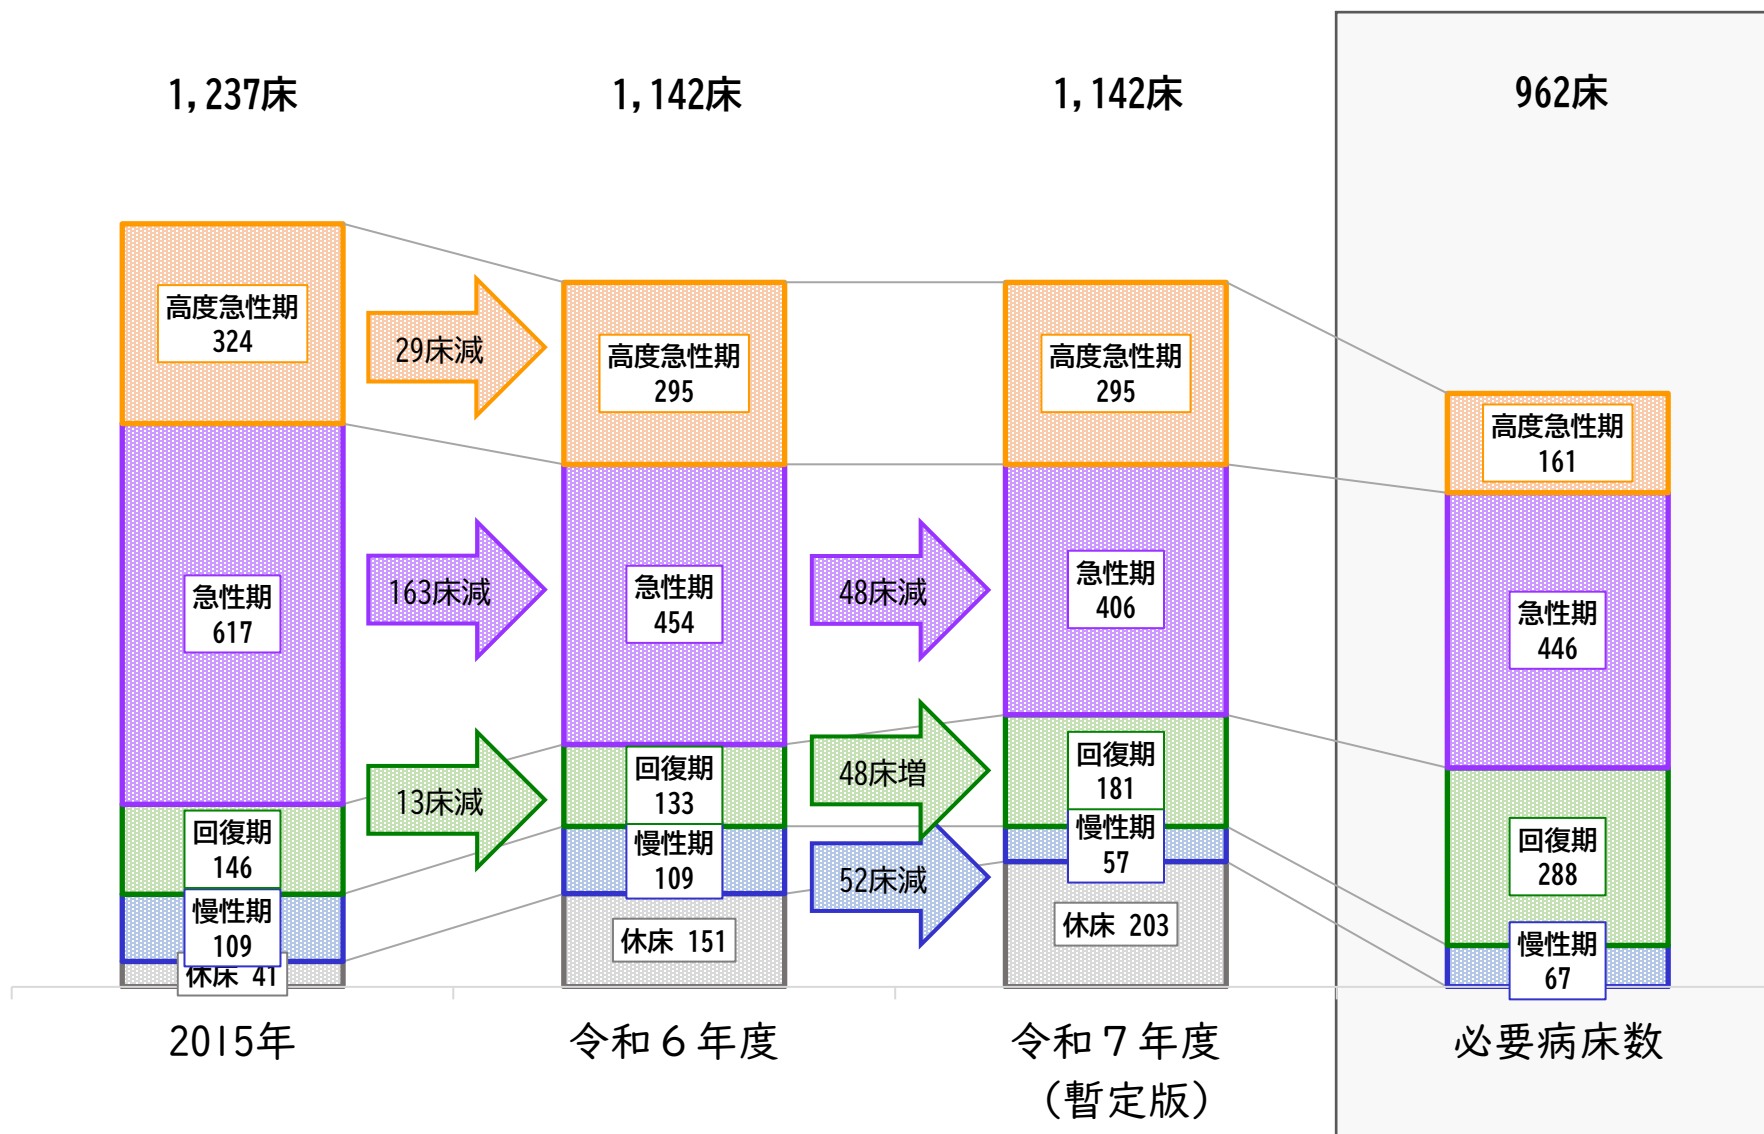 1,237床
1,142床
1,142床
962床
高度急性期
324
29床減
高度急性期
295
高度急性期
295
高度急性期
161
急性期
617
163床減
急性期
454
48床減
急性期
406
急性期
446
回復期
146
13床減
回復期
133
48床増
回復期
181
回復期
288
慢性期
109
慢性期
109
52床減
慢性期
57
慢性期
67
休床 41
休床 151
休床 203
2015年
令和６年度
令和７年度
（暫定版）
必要病床数